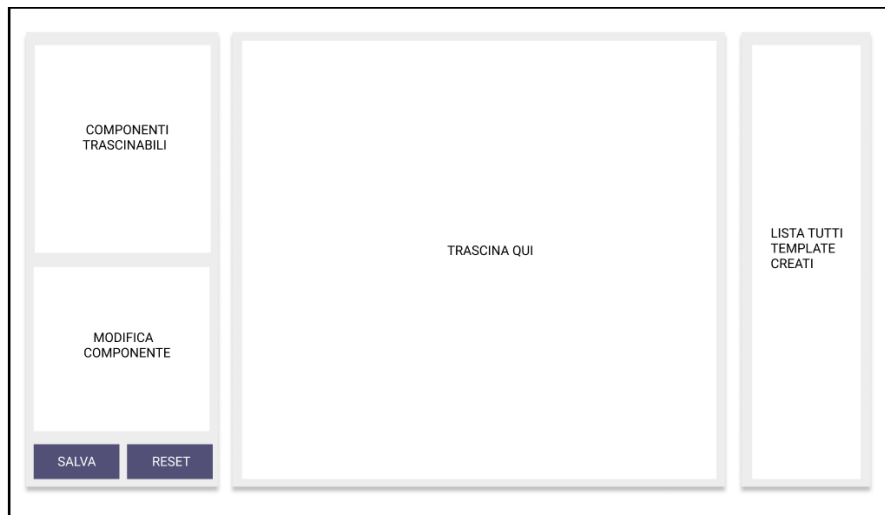 COMPONENTI
TRASCINABILI
MODIFICA
COMPONENTE
SALVA
RESET
TRASCINA QUI
LISTA TUTTI
TEMPLATE
CREATI